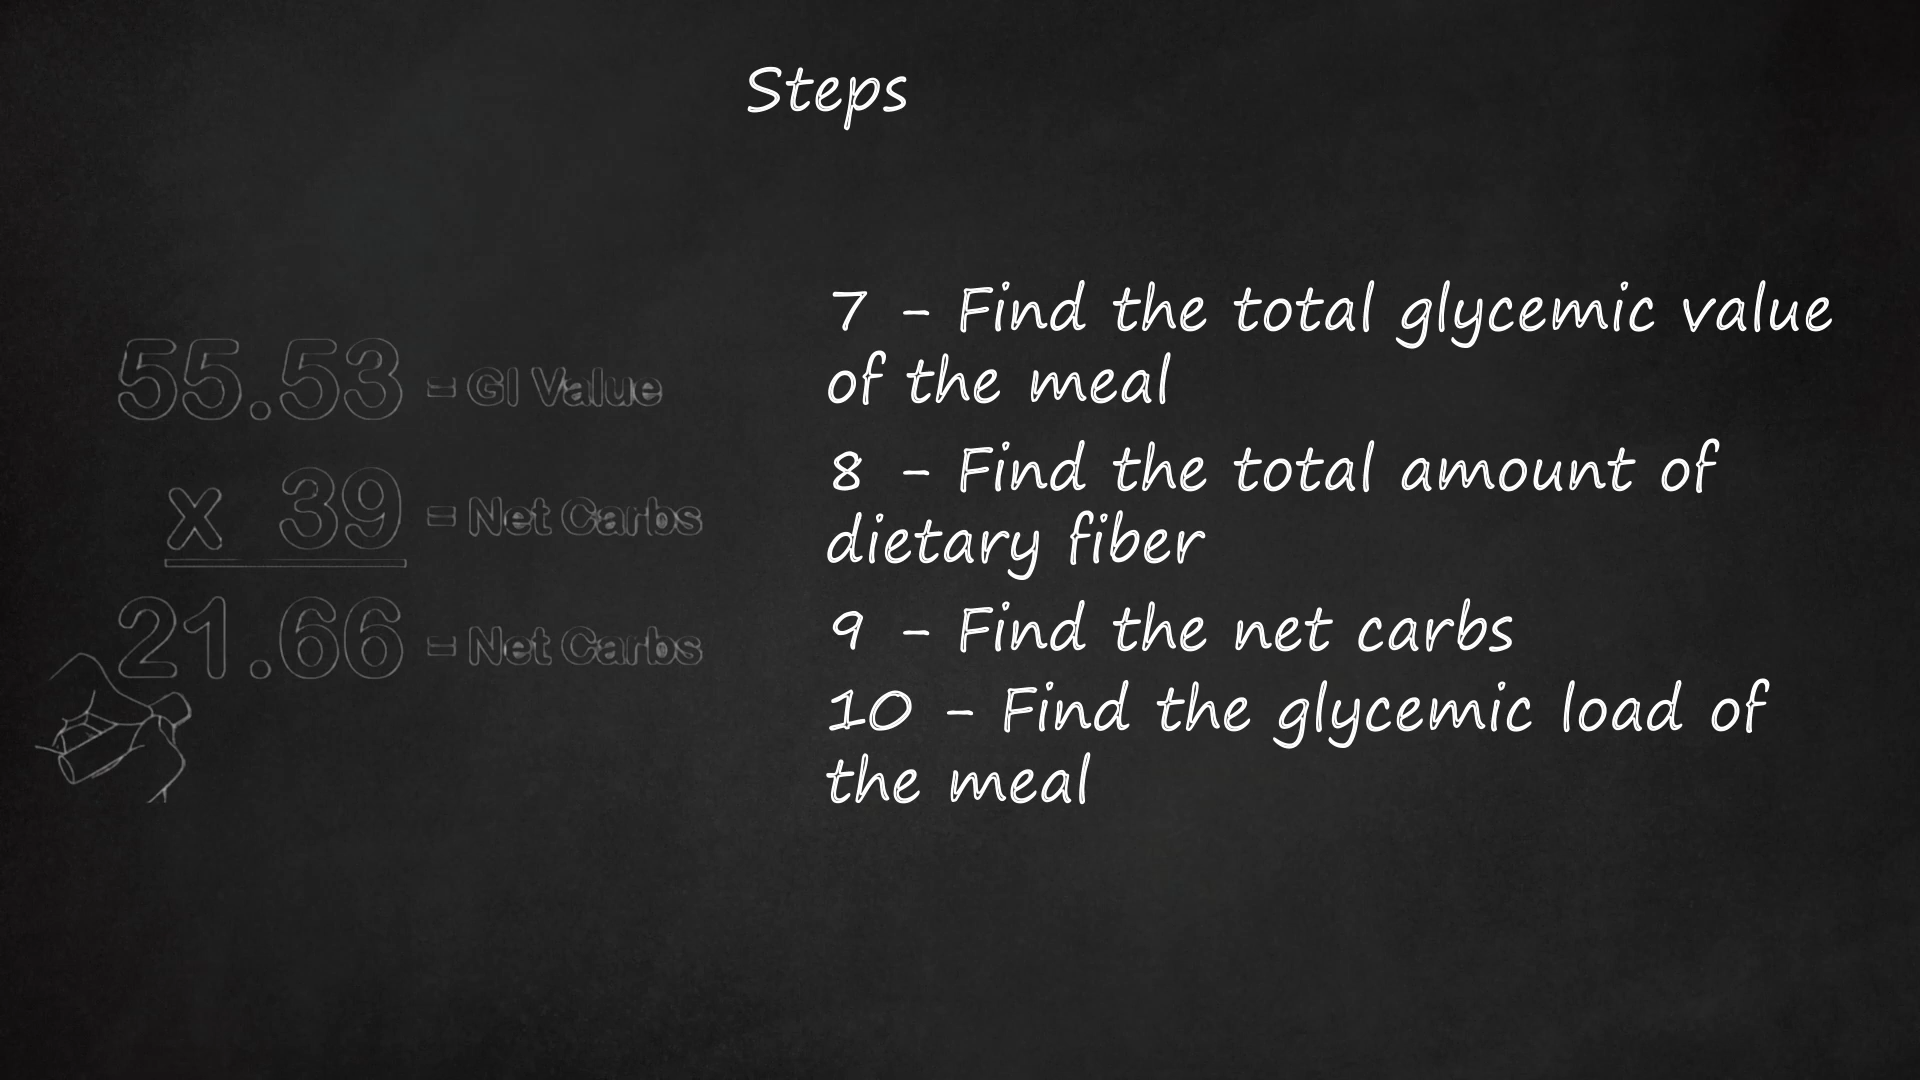 Steps
55.53 = GI Value
x 39 = Net Carbs
21.66 = Net Carbs
7 - Find the total glycemic value
of the meal
8 - Find the total amount of
dietary fiber
9 - Find the net carbs
10 - Find the glycemic load of
the meal